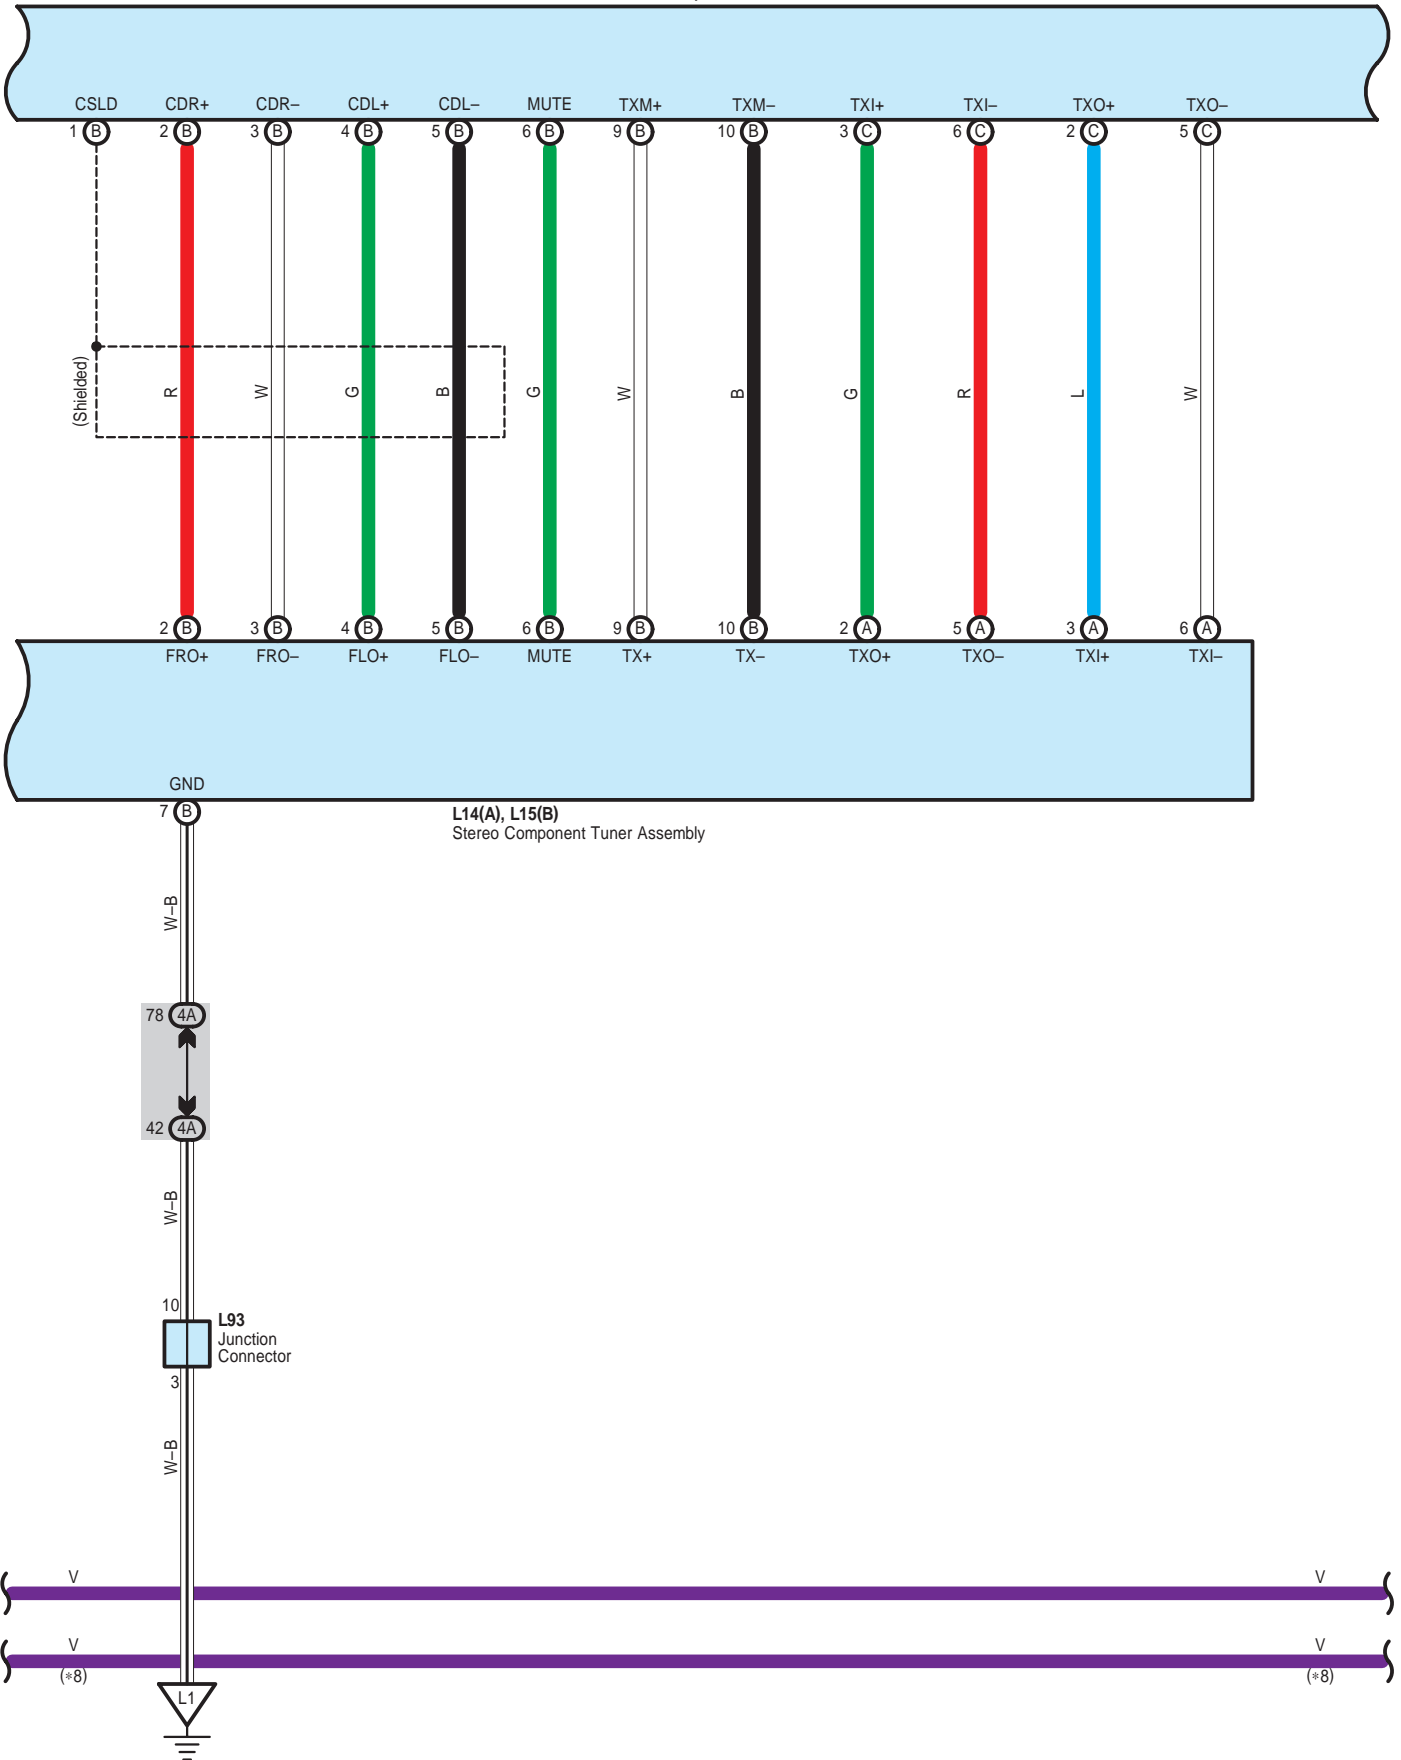 CSLD CDR+ CDR– CDL+ CDL– MUTE TXM+ TXM– TXI+ TXI– TXO+ TXO–
1 B 2 B 3 B 4 B 5 B 6 B 9 B 10 B 3 C 6 C 2 C 5 C
(Shielded) R W G B G W B G R L W
2 B 3 B 4 B 5 B 6 B 9 B 10 B 2 A 5 A 3 A 6 A
FRO+ FRO– FLO+ FLO– MUTE TX+ TX– TXO+ TXO– TXI+ TXI–
GND
7 B
L14(A), L15(B)
Stereo Component Tuner Assembly
W–B
78 4A
42 4A
W–B
10
L93
Junction
Connector
3
W–B
V V
V V
(*8) (*8)
L1